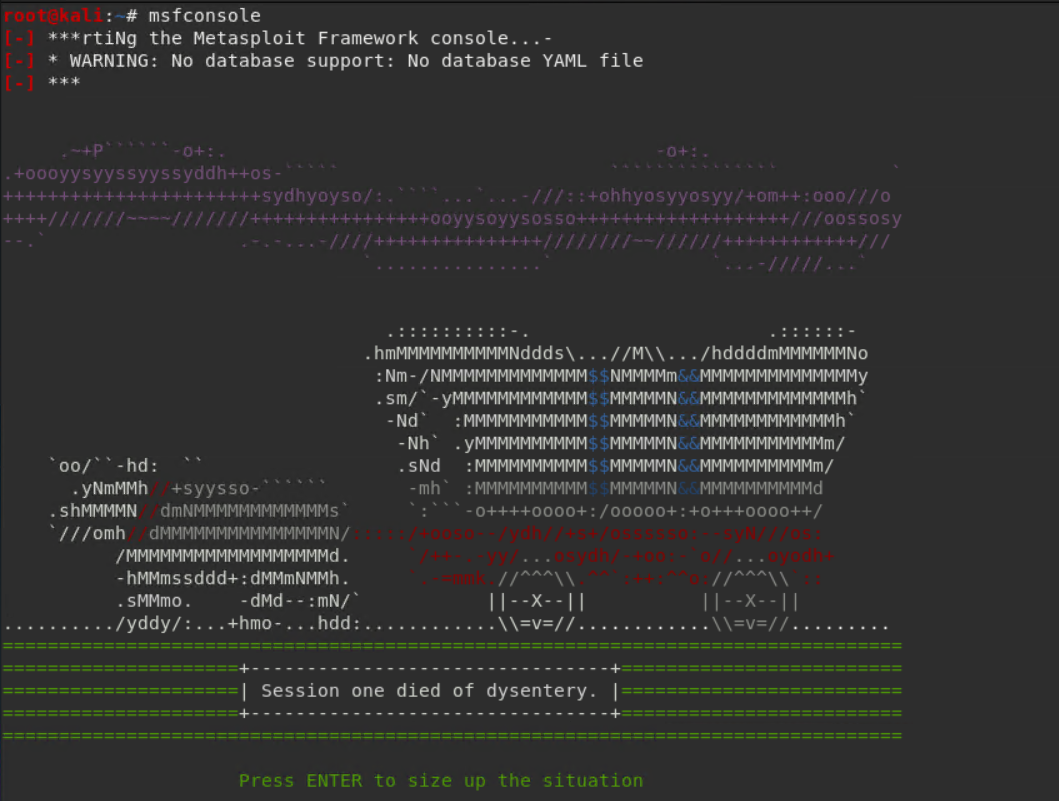 root@kali:~# msfconsole
[-] ***rtiNg the Metasploit Framework console...-
[-] * WARNING: No database support: No database YAML file
[-] ***
| Session one died of dysentery. |
Press ENTER to size up the situation